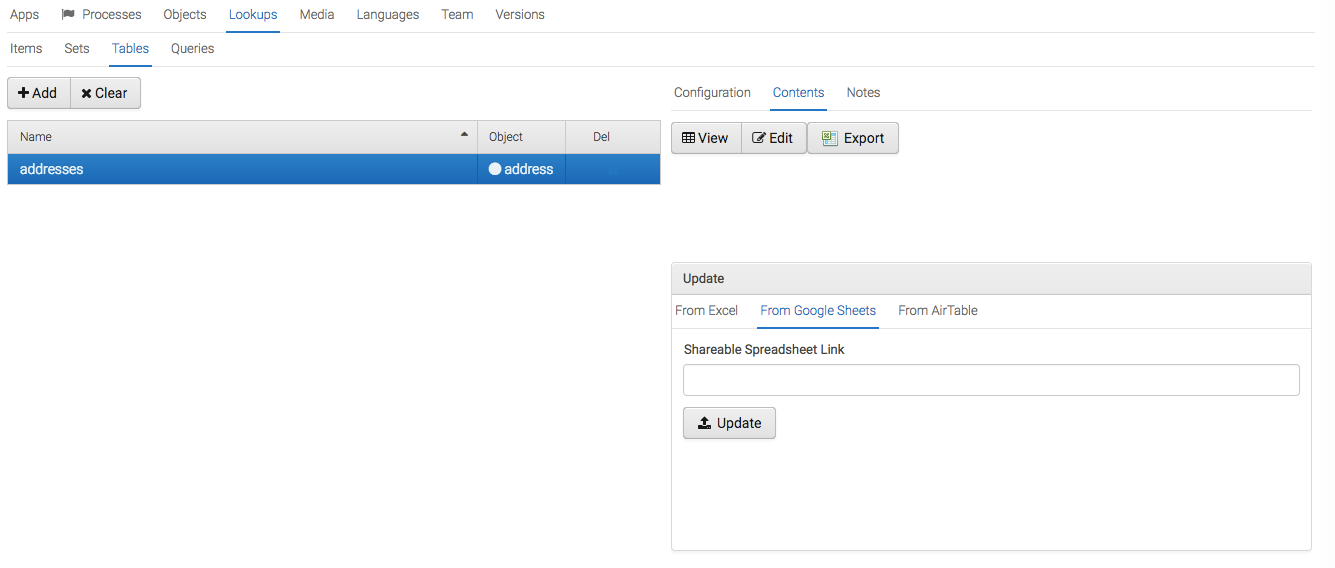 Apps Processes Objects Lookups Media Languages Team Versions
Items Sets Tables Queries
Add Clear
Name Object Del
addresses address
Configuration Contents Notes
View Edit Export
Update
From Excel From Google Sheets From AirTable
Shareable Spreadsheet Link
Update